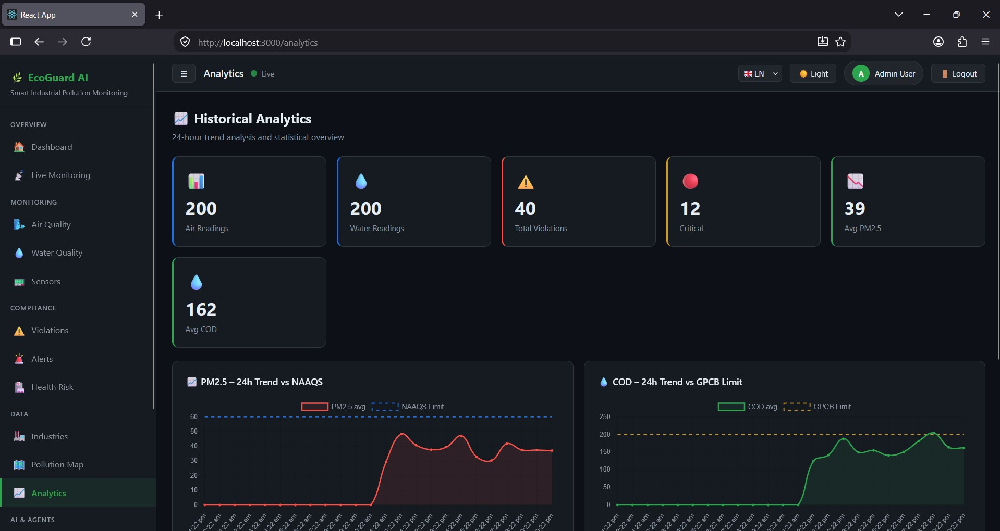 React App
http://localhost:3000/analytics
EcoGuard AI
Smart Industrial Pollution Monitoring
Analytics
Live
EN
Light
A
Admin User
Logout
OVERVIEW
Dashboard
Live Monitoring
MONITORING
Air Quality
Water Quality
Sensors
COMPLIANCE
Violations
Alerts
Health Risk
DATA
Industries
Pollution Map
Analytics
AI & AGENTS
Historical Analytics
24-hour trend analysis and statistical overview
200
Air Readings
200
Water Readings
40
Total Violations
12
Critical
39
Avg PM2.5
162
Avg COD
PM2.5 – 24h Trend vs NAAQS
PM2.5 avg
NAAQS Limit
60
50
40
30
20
10
0
COD – 24h Trend vs GPCB Limit
COD avg
GPCB Limit
250
200
150
100
50
0